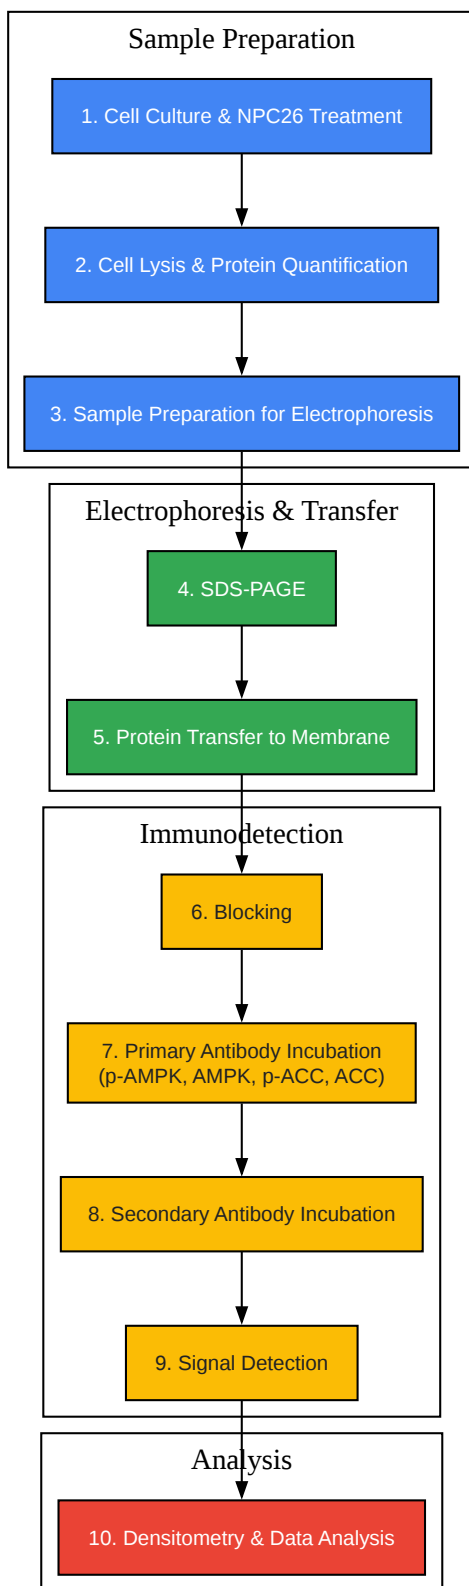 Sample Preparation
1. Cell Culture & NPC26 Treatment
2. Cell Lysis & Protein Quantification
3. Sample Preparation for Electrophoresis
Electrophoresis & Transfer
4. SDS-PAGE
5. Protein Transfer to Membrane
Immunodetection
6. Blocking
7. Primary Antibody Incubation
(p-AMPK, AMPK, p-ACC, ACC)
8. Secondary Antibody Incubation
9. Signal Detection
Analysis
10. Densitometry & Data Analysis